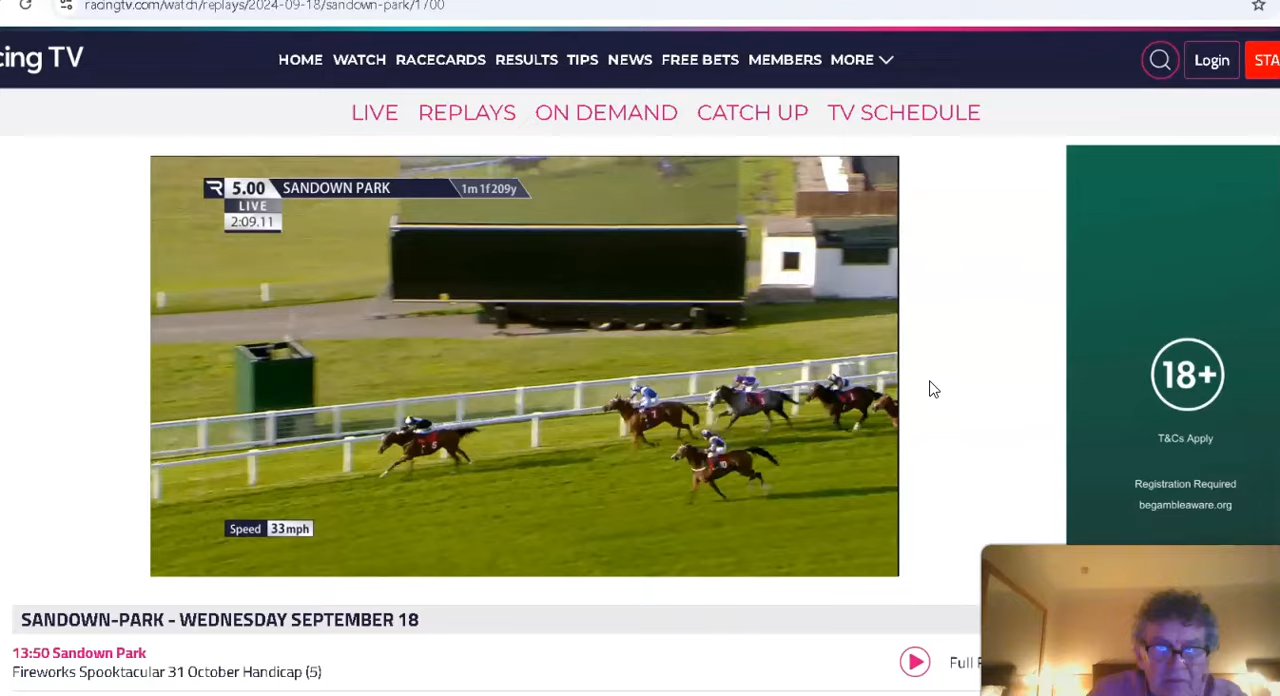 racingtv.com/watch/replays/2024-09-18/sandown-park/1700
cing TV
HOME WATCH RACECARDS RESULTS TIPS NEWS FREE BETS MEMBERS MORE
Login
STA
LIVE REPLAYS ON DEMAND CATCH UP TV SCHEDULE
R 5.00 SANDOWN PARK 1m 1f 209y
LIVE
2:09.11
18+
T&Cs Apply
Registration Required
begambleaware.org
Speed 33mph
SANDOWN-PARK - WEDNESDAY SEPTEMBER 18
13:50 Sandown Park
Fireworks Spooktacular 31 October Handicap (5)
Full